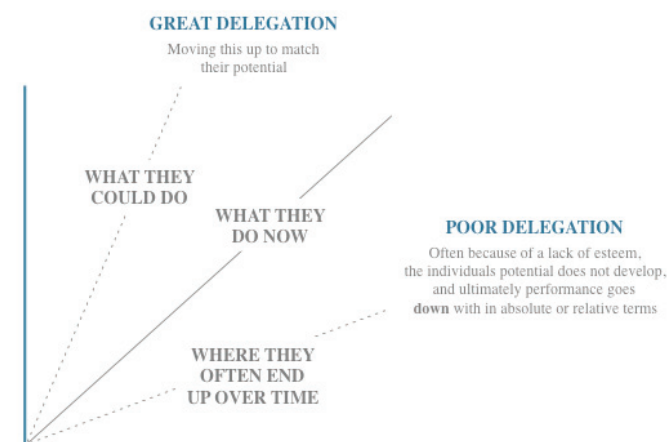 GREAT DELEGATION
Moving this up to match
their potential
WHAT THEY
COULD DO
WHAT THEY
DO NOW
POOR DELEGATION
Often because of a lack of esteem,
the individuals potential does not develop,
and ultimately performance goes
down with in absolute or relative terms
WHERE THEY
OFTEN END
UP OVER TIME